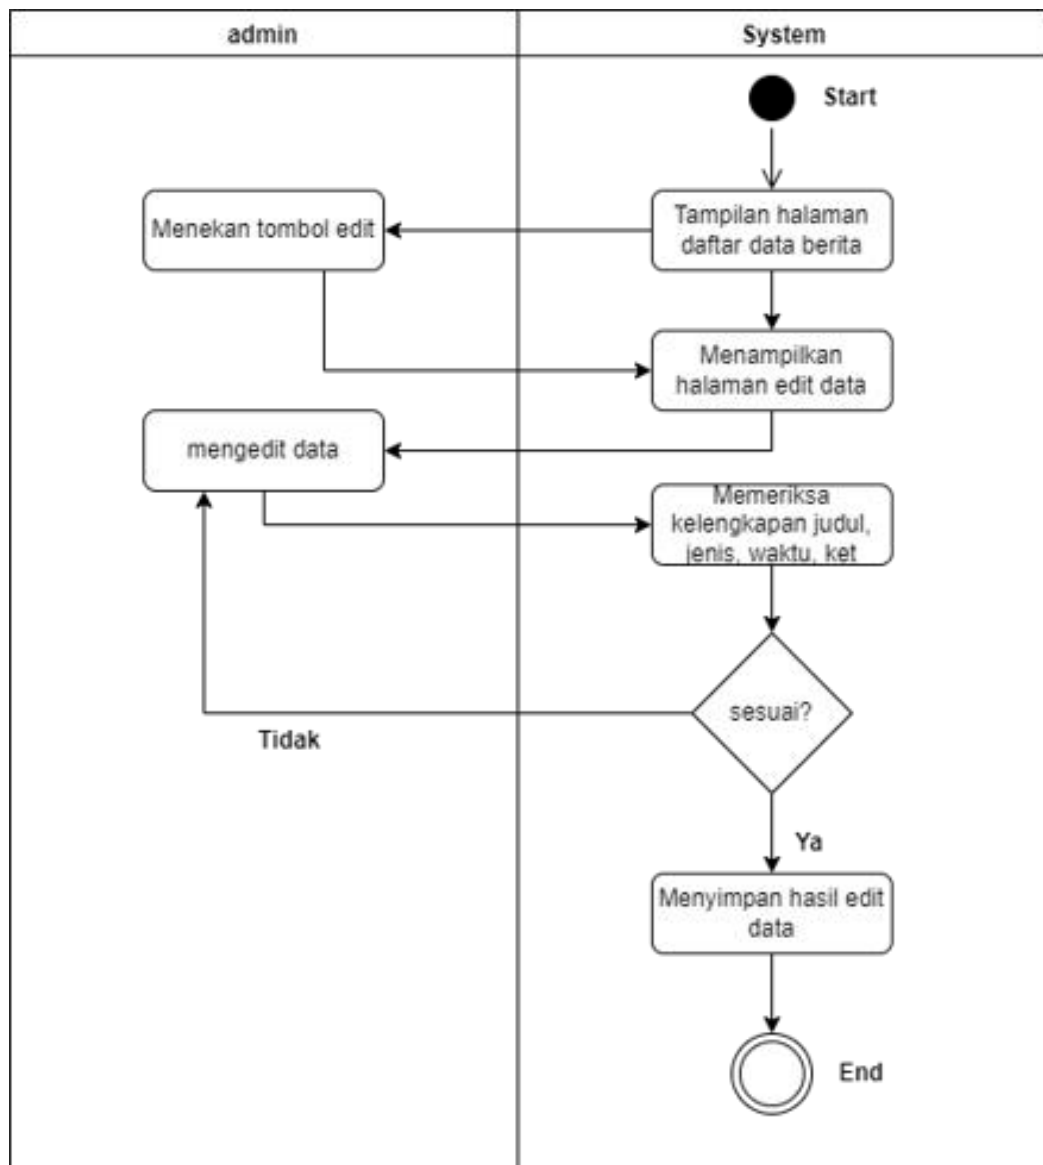 admin
System
Start
Menekan tombol edit
Tampilan halaman
daftar data berita
Menampilkan
halaman edit data
mengedit data
Memeriksa
kelengkapan judul,
jenis, waktu, ket
sesuai?
Tidak
Ya
Menyimpan hasil edit
data
End